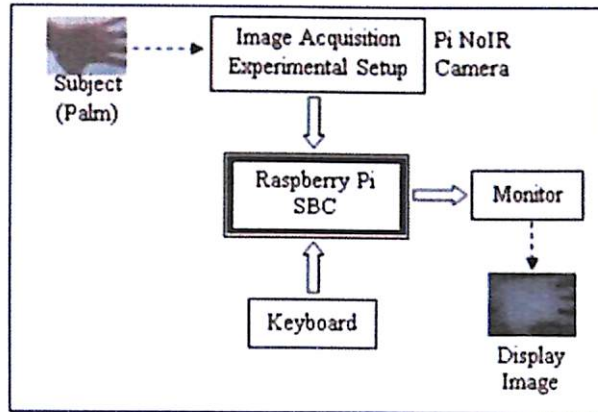 Image Acquisition
Experimental Setup
Pi NoIR
Camera
Subject
(Palm)
Raspberry Pi
SBC
Monitor
Keyboard
Display
Image